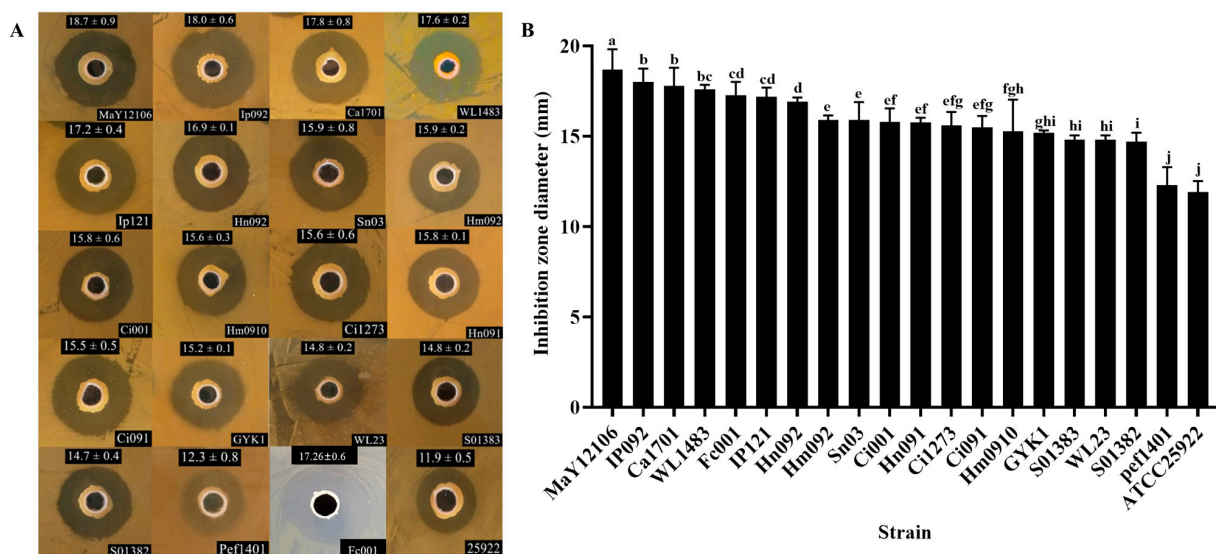 A
18.7 ± 0.9
18.0 ± 0.6
17.8 ± 0.8
17.6 ± 0.2
MaY12106
Ip092
Ca1701
WL1483
17.2 ± 0.4
16.9 ± 0.1
15.9 ± 0.8
15.9 ± 0.2
Ip121
Hn092
Sn03
Hm092
15.8 ± 0.6
15.6 ± 0.3
15.6 ± 0.6
15.8 ± 0.1
Ci001
Hm0910
Ci1273
Hn091
15.5 ± 0.5
15.2 ± 0.1
14.8 ± 0.2
14.8 ± 0.2
Ci091
GYK1
WL23
S01383
14.7 ± 0.4
12.3 ± 0.8
17.26±0.6
11.9 ± 0.5
S01382
Pef1401
Fc001
25922
B
Inhibition zone diameter (mm)
20
15
10
5
0
a
b
b
bc
cd
cd
d
e
e
ef
ef
efg
efg
fgh
ghi
hi
hi
i
j
j
MaY12106
IP092
Ca1701
WL1483
Fc001
IP121
Hn092
Hm092
Sn03
Ci001
Hn091
Ci1273
Ci091
Hm0910
GYK1
S01383
WL23
S01382
pef1401
ATCC25922
Strain